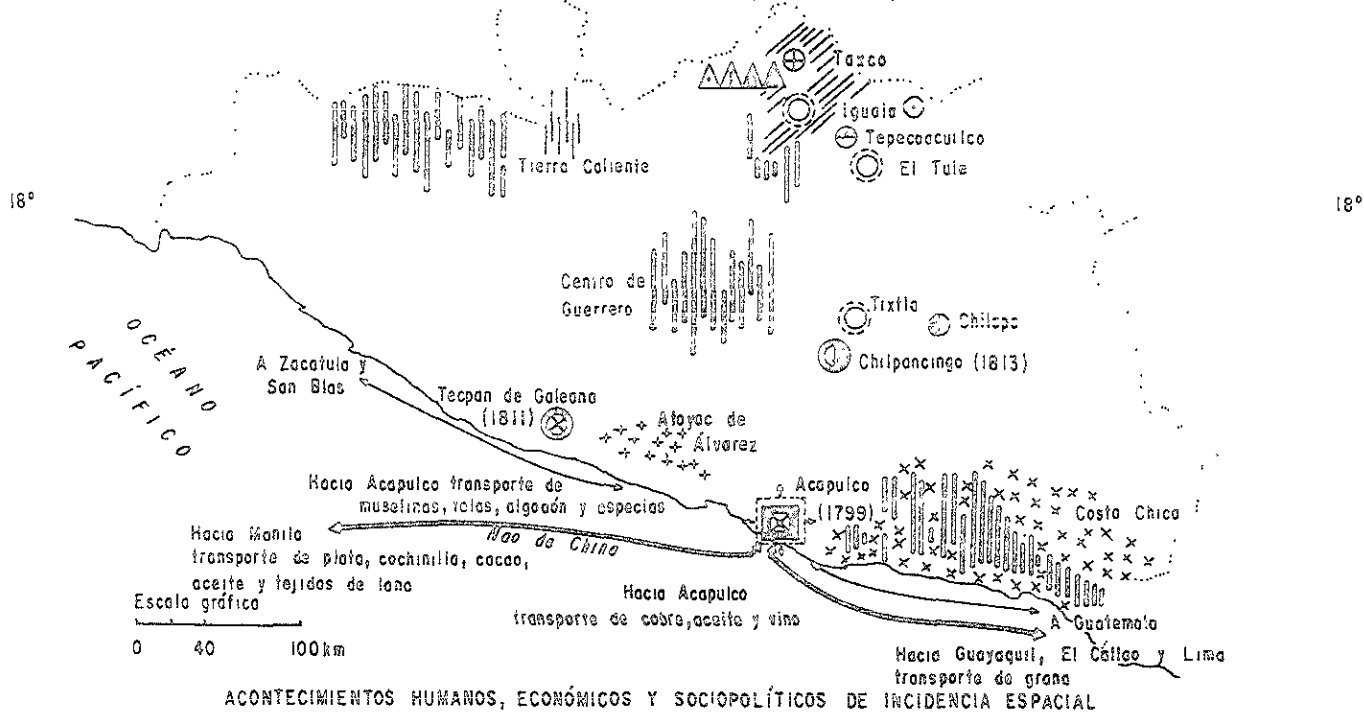 Taxco
Iguala
Tepecoacuilco
El Tule
Tierra Caliente
18°
18°
Centro de
Guerrero
Tixtla
Chilapa
Chilpancingo (1813)
OCÉANO
PACÍFICO
A Zacatula y
San Blas
Tecpan de Galeana
(1811)
Atoyac de
Álvarez
Hacia Acapulco transporte de
muselinas, velas, algodón y especias
Acapulco
(1799)
Costa Chica
Hacia Manila
transporte de plata, cochinilla, cacao,
aceite y tejidos de lana
Nao de China
Hacia Acapulco
transporte de cobre, aceite y vino
Escala gráfica
0 40 100 km
A Guatemala
Hacia Guayaquil, El Callao y Lima
transporte de grana
ACONTECIMIENTOS HUMANOS, ECONÓMICOS Y SOCIOPOLÍTICOS DE INCIDENCIA ESPACIAL